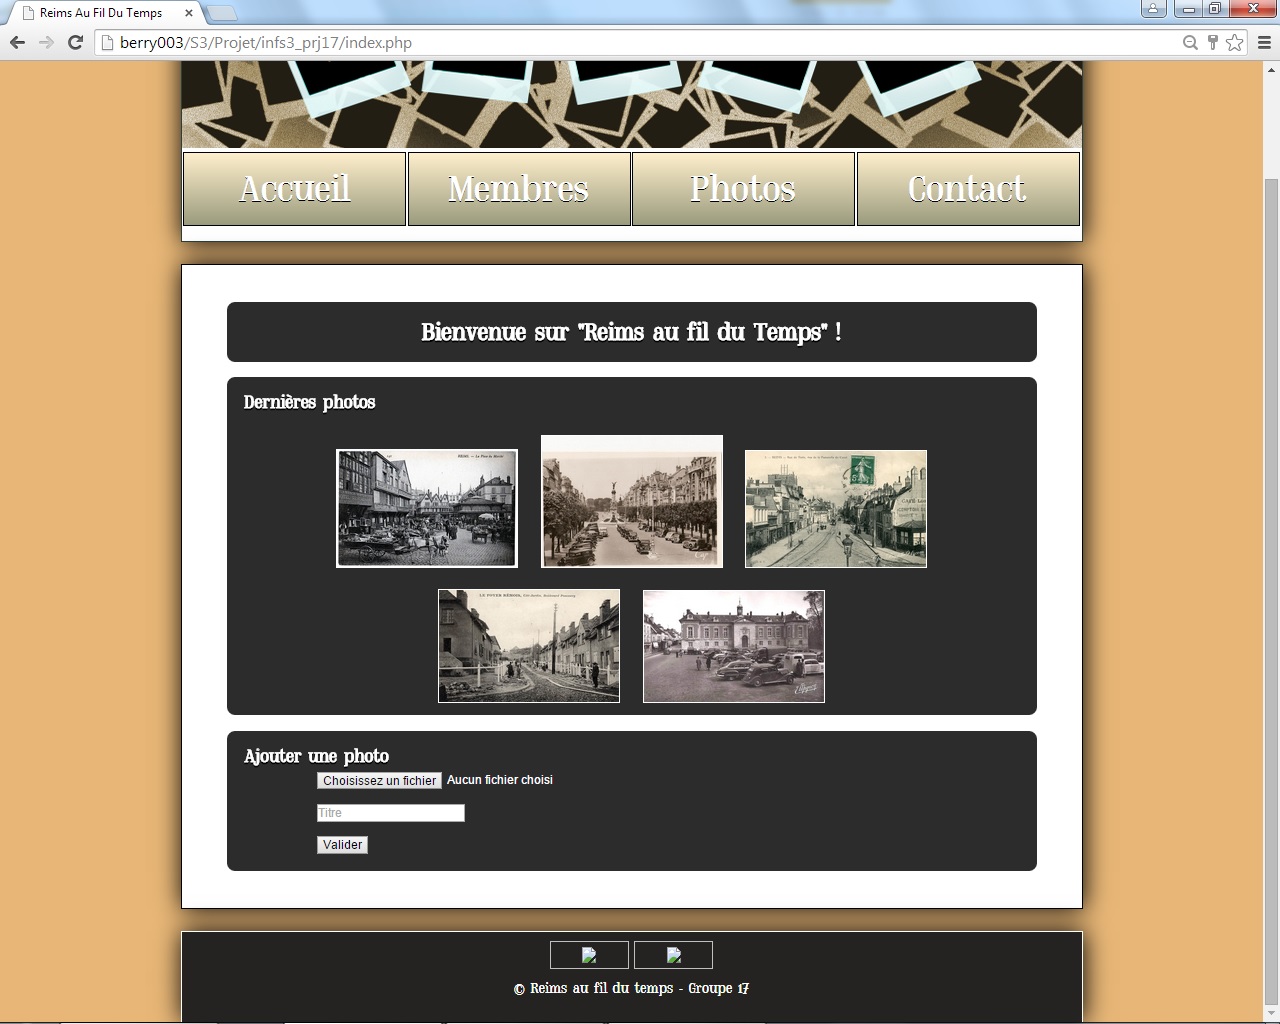 Reims Au Fil Du Temps
berry003/S3/Projet/infs3_prj17/index.php
Accueil
Membres
Photos
Contact
Bienvenue sur "Reims au fil du Temps" !
Dernières photos
Ajouter une photo
Choisissez un fichier Aucun fichier choisi
Titre
Valider
© Reims au fil du temps - Groupe 17